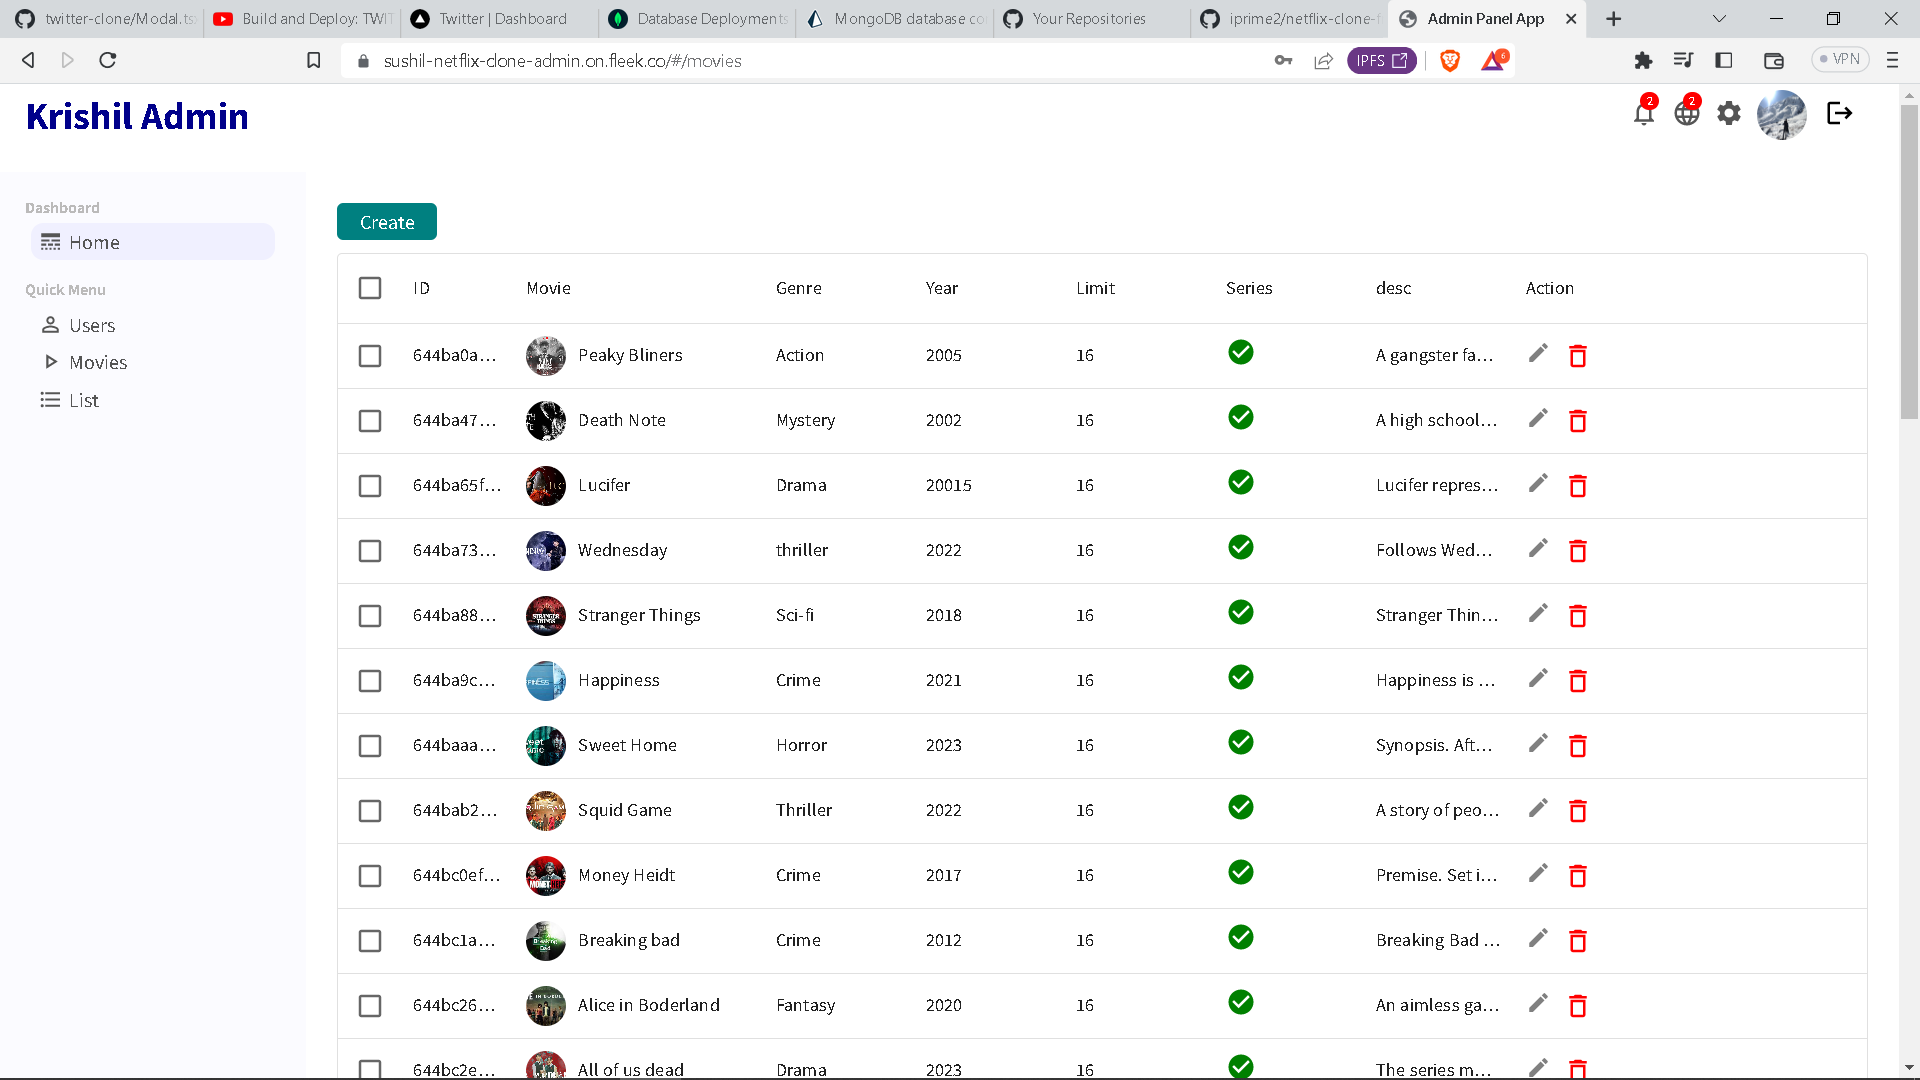 twitter-clone/Modal.ts
Build and Deploy: TWIT
Twitter | Dashboard
Database Deployments
MongoDB database co
Your Repositories
iprime2/netflix-clone-f
Admin Panel App
sushil-netflix-clone-admin.on.fleek.co/#/movies
IPFS
6
VPN
Krishil Admin
2
2
Dashboard
Home
Quick Menu
Users
Movies
List
Create
ID Movie Genre Year Limit Series desc Action
644ba0a... Peaky Bliners Action 2005 16 A gangster fa...
644ba47... Death Note Mystery 2002 16 A high school...
644ba65f... Lucifer Drama 20015 16 Lucifer repres...
644ba73... Wednesday thriller 2022 16 Follows Wed...
644ba88... Stranger Things Sci-fi 2018 16 Stranger Thin...
644ba9c... Happiness Crime 2021 16 Happiness is ...
644baaa... Sweet Home Horror 2023 16 Synopsis. Aft...
644bab2... Squid Game Thriller 2022 16 A story of peo...
644bc0ef... Money Heidt Crime 2017 16 Premise. Set i...
644bc1a... Breaking bad Crime 2012 16 Breaking Bad ...
644bc26... Alice in Boderland Fantasy 2020 16 An aimless ga...
644bc2e... All of us dead Drama 2023 16 The series m...